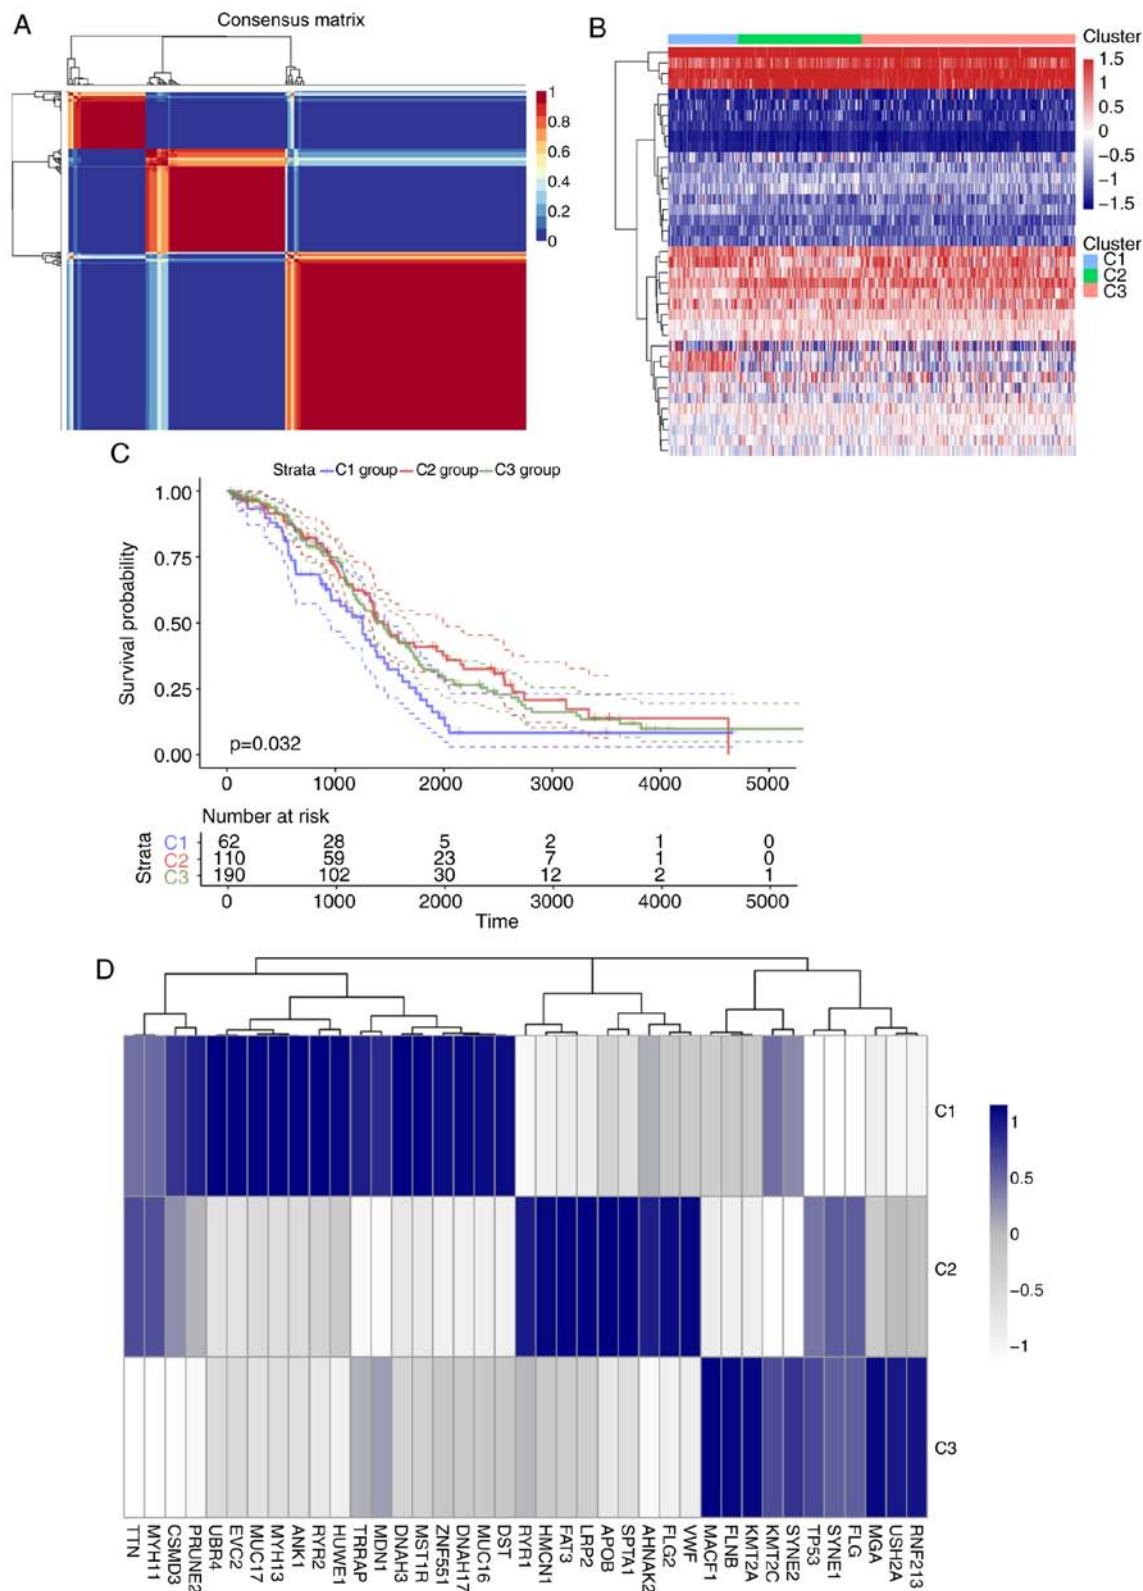 A
Consensus matrix
1
0.8
0.6
0.4
0.2
0
B
Cluster
1.5
1
0.5
0
−0.5
−1
−1.5
Cluster
C1
C2
C3
C
Strata C1 group C2 group C3 group
Survival probability
1.00
0.75
0.50
0.25
0.00
p=0.032
0 1000 2000 3000 4000 5000
Number at risk
Strata
C1 62 28 5 2 1 0
C2 110 59 23 7 1 0
C3 190 102 30 12 2 1
0 1000 2000 3000 4000 5000
Time
D
C1
C2
C3
1
0.5
0
−0.5
−1
TTN
MYH11
CSMD3
PRUNE2
UBR4
EVC2
MUC17
MYH13
ANK1
RYR2
HUWE1
TRRAP
MDN1
DNAH3
MST1R
ZNF551
DNAH17
MUC16
DST
RYR1
HMCN1
FAT3
LRP2
APOB
SPTA1
AHNAK2
FLG2
VWF
MACF1
FLNB
KMT2A
KMT2C
SYNE2
TP53
SYNE1
FLG
MGA
USH2A
RNF213